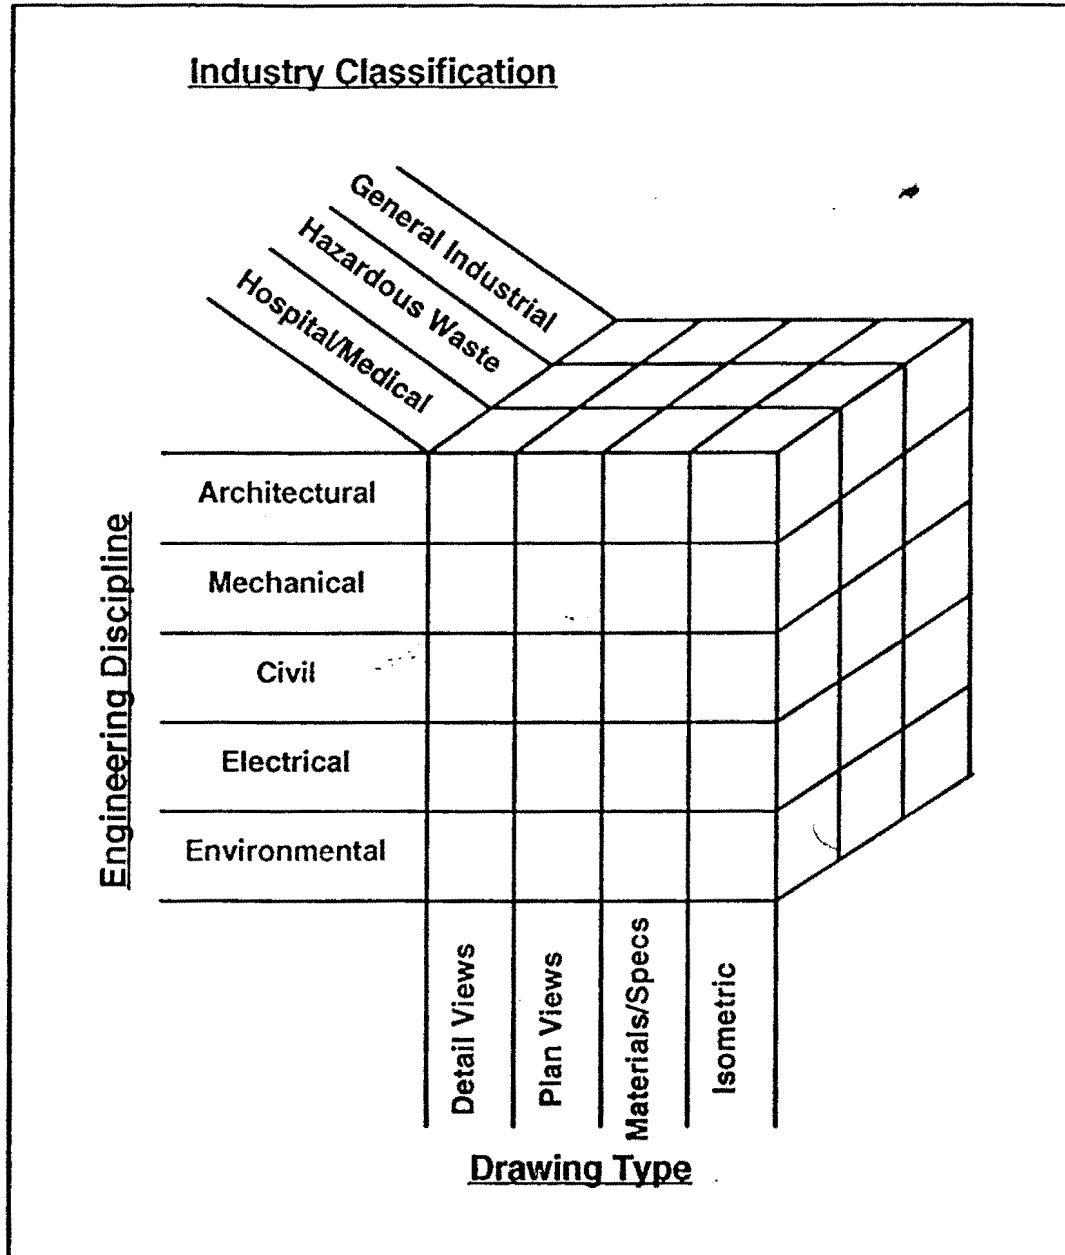 Industry Classification
General Industrial
Hazardous Waste
Hospital/Medical
Engineering Discipline
Architectural
Mechanical
Civil
Electrical
Environmental
Detail Views
Plan Views
Materials/Specs
Isometric
Drawing Type